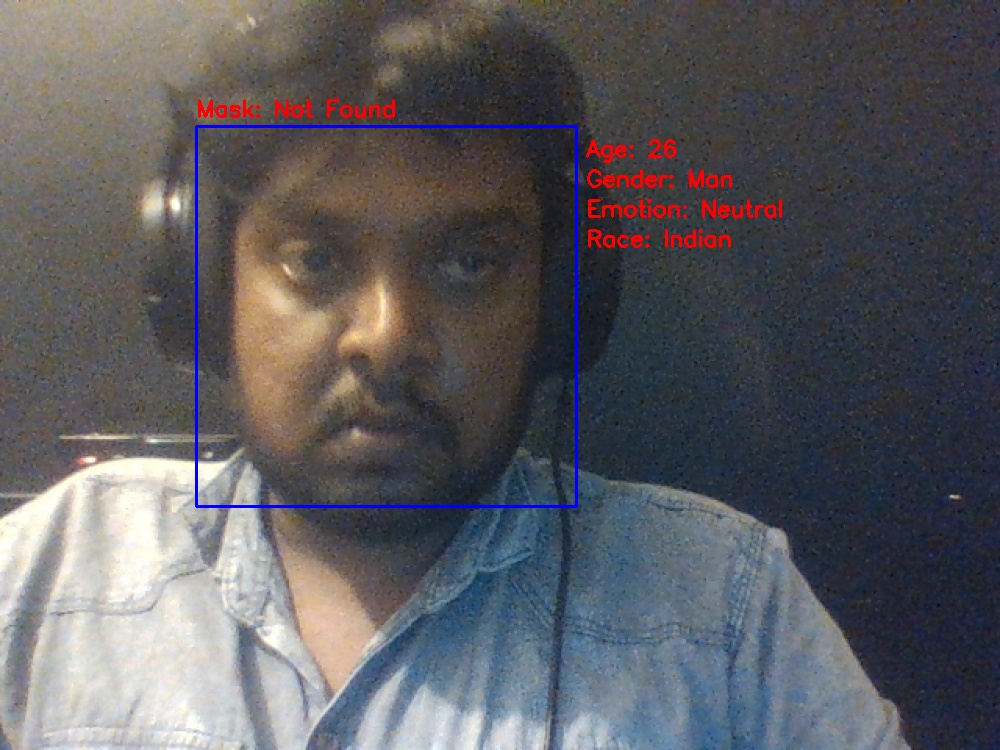 Mask: Not Found
Age: 26
Gender: Man
Emotion: Neutral
Race: Indian